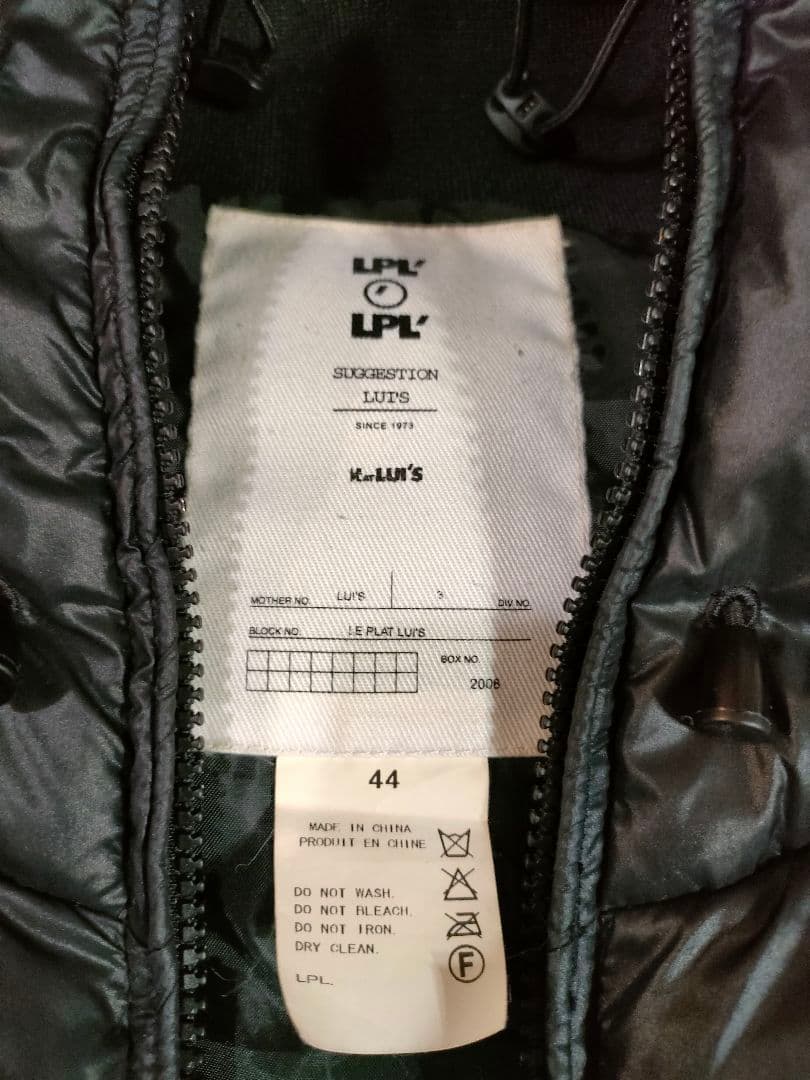 LPL'
LPL'
SUGGESTION
LUI'S
SINCE 1973
EAT LUI'S
MOTHER NO. LUI'S 3 DIV NO.
BLOCK NO. LE PLAT LUI'S
BOX NO.
2006
44
MADE IN CHINA
PRODUIT EN CHINE
DO NOT WASH.
DO NOT BLEACH.
DO NOT IRON.
DRY CLEAN.
F
LPL.